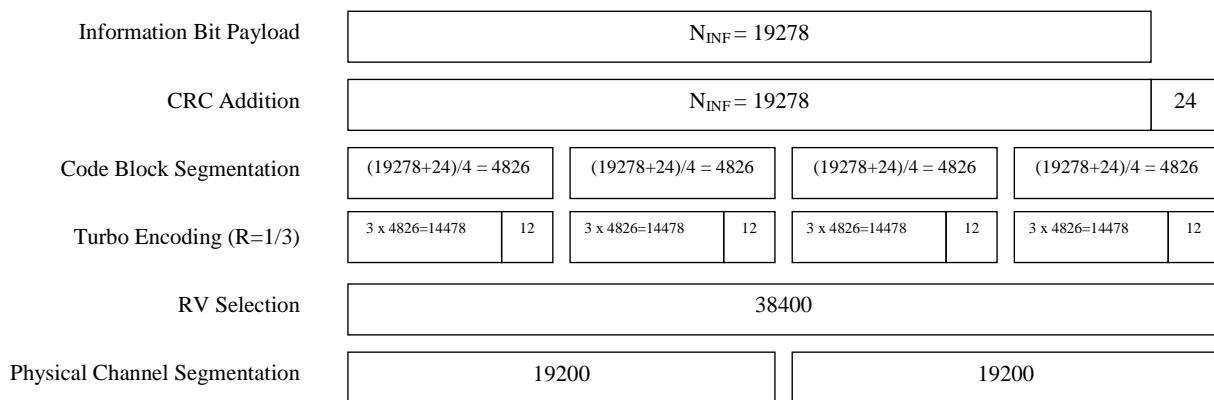 Information Bit Payload N_INF = 19278
CRC Addition N_INF = 19278 24
Code Block Segmentation (19278+24)/4 = 4826 (19278+24)/4 = 4826 (19278+24)/4 = 4826 (19278+24)/4 = 4826
Turbo Encoding (R=1/3) 3 x 4826=14478 12 3 x 4826=14478 12 3 x 4826=14478 12 3 x 4826=14478 12
RV Selection 38400
Physical Channel Segmentation 19200 19200